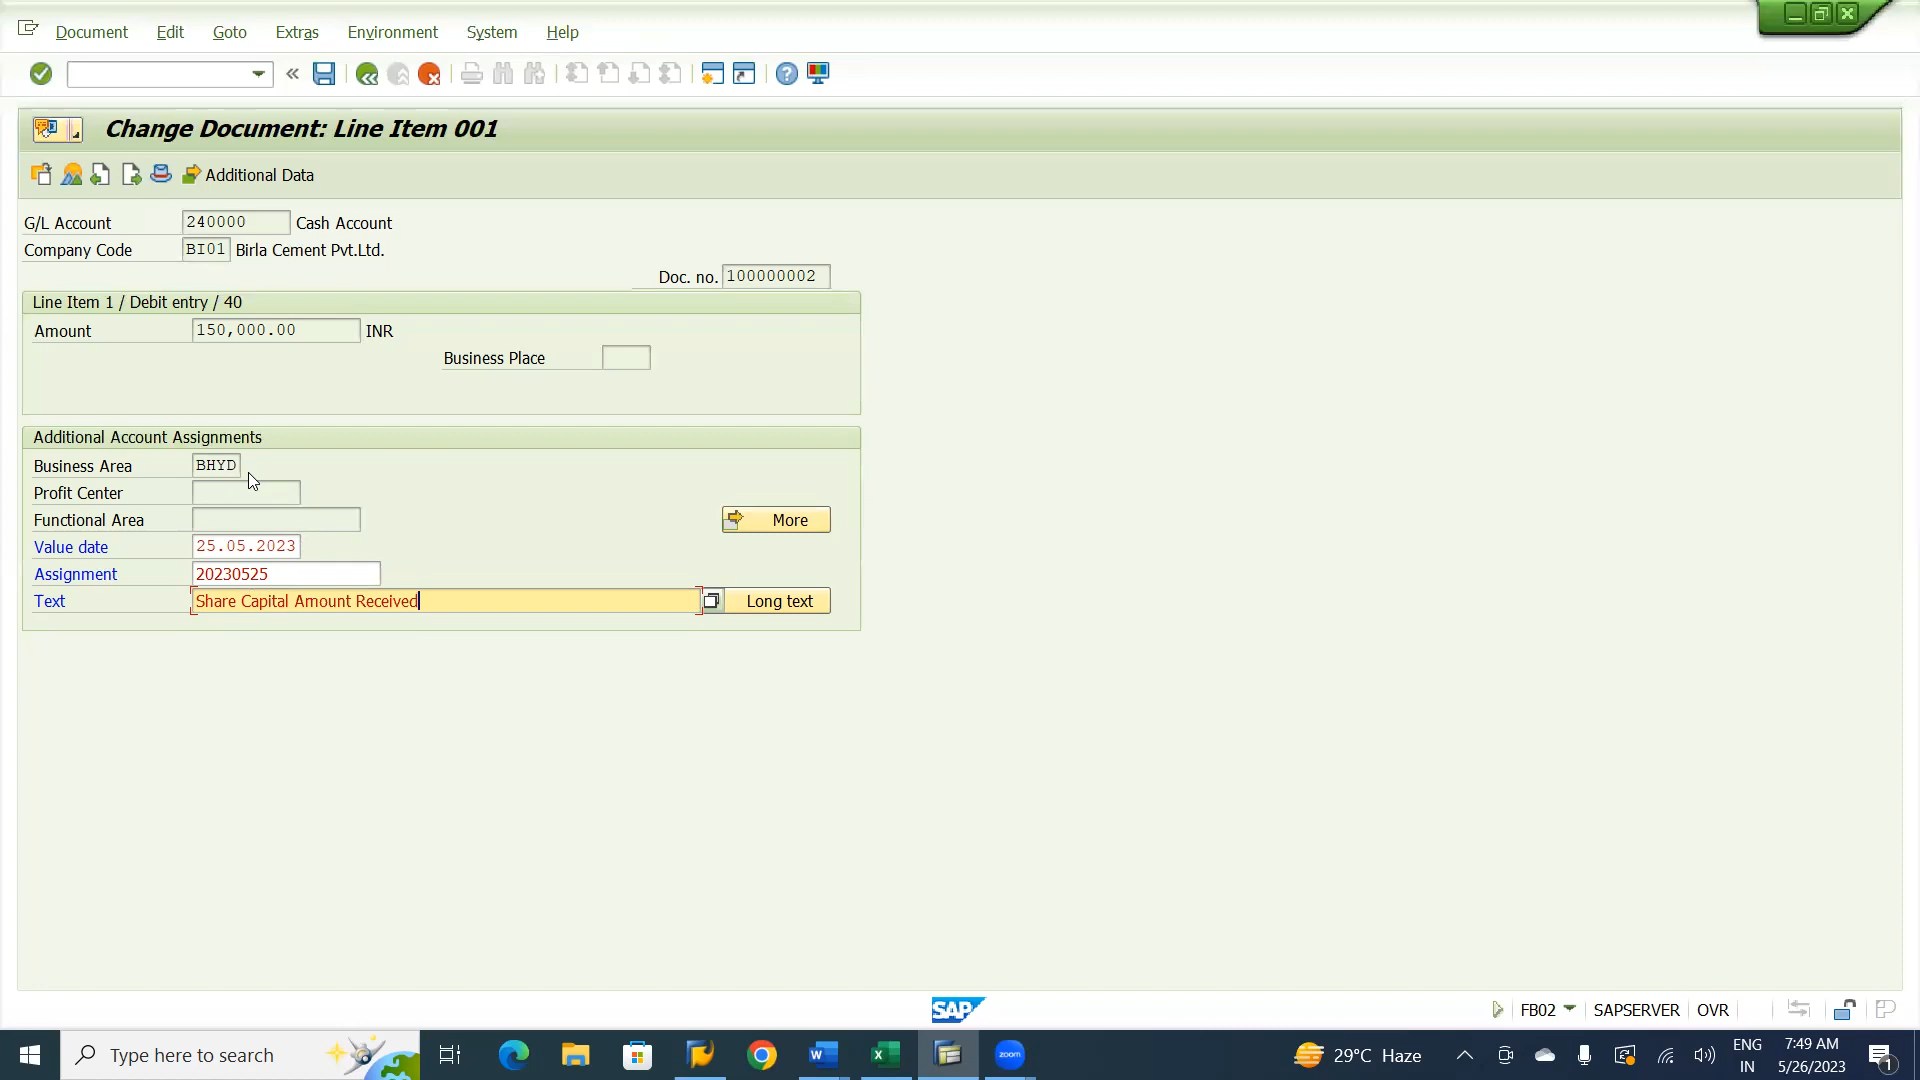 Document Edit Goto Extras Environment System Help
Change Document: Line Item 001
Additional Data
G/L Account 240000 Cash Account
Company Code BI01 Birla Cement Pvt.Ltd.
Doc. no. 100000002
Line Item 1 / Debit entry / 40
Amount 150,000.00 INR
Business Place
Additional Account Assignments
Business Area BHYD
Profit Center
Functional Area More
Value date 25.05.2023
Assignment 20230525
Text Share Capital Amount Received Long text
SAP FB02 SAPSERVER OVR
Type here to search zoom 29°C Haze ENG IN 7:49 AM 5/26/2023 1